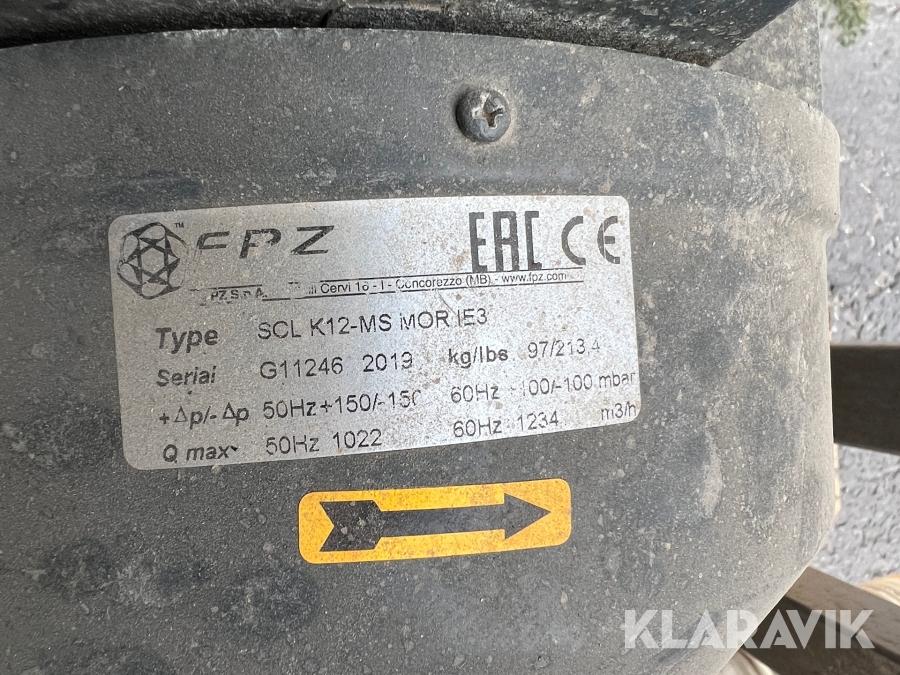 FPZ EAC CE
Cervi 16 - I - Concorezzo (MB) - www.fpz.com
Type SCL K12-MS MOR IE3
Serial G11246 2019 kg/lbs 97/213,4
+Δp/-Δp 50Hz +150/-150 60Hz +100/-100 mbar
Q max 50Hz 1022 60Hz 1234 m3/h
KLARAVIK